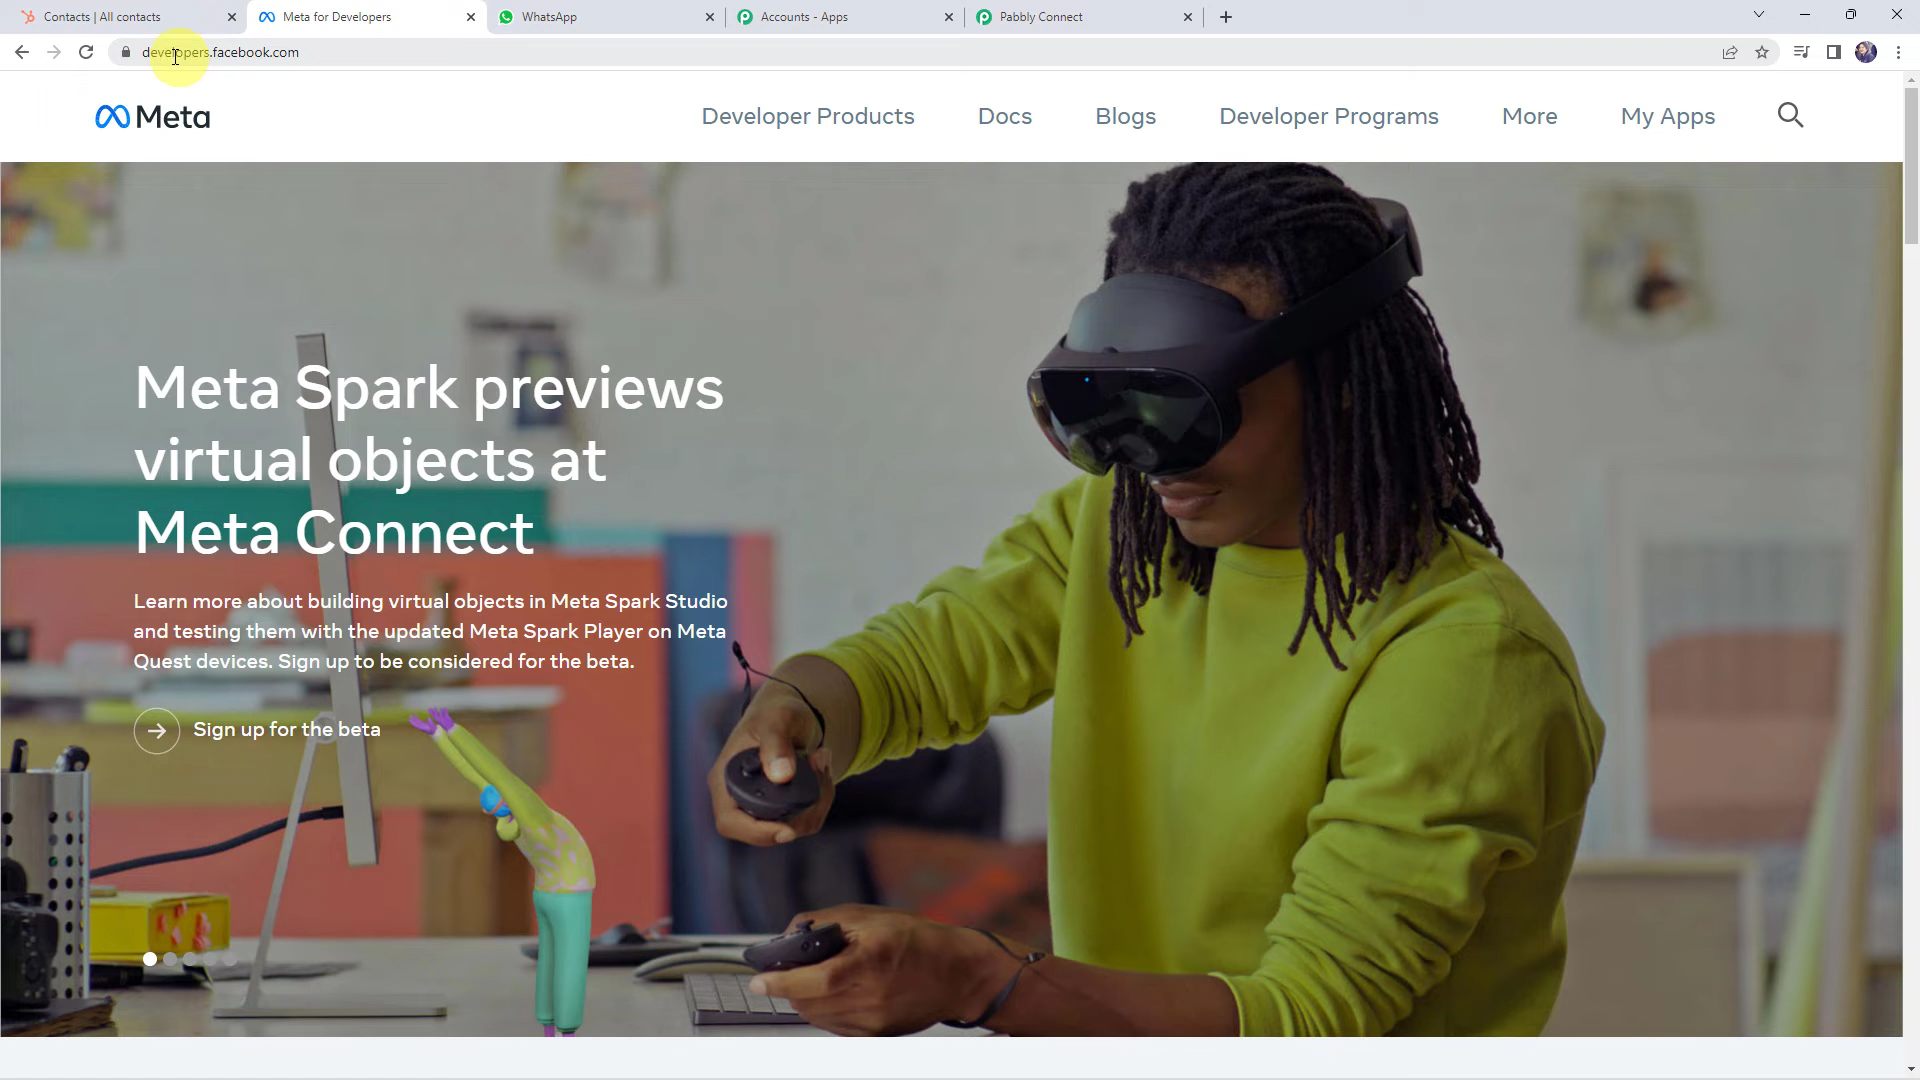 Contacts | All contacts
Meta for Developers
WhatsApp
Accounts - Apps
Pabbly Connect
developers.facebook.com
Meta
Developer Products
Docs
Blogs
Developer Programs
More
My Apps
Meta Spark previews
virtual objects at
Meta Connect
Learn more about building virtual objects in Meta Spark Studio
and testing them with the updated Meta Spark Player on Meta
Quest devices. Sign up to be considered for the beta.
Sign up for the beta